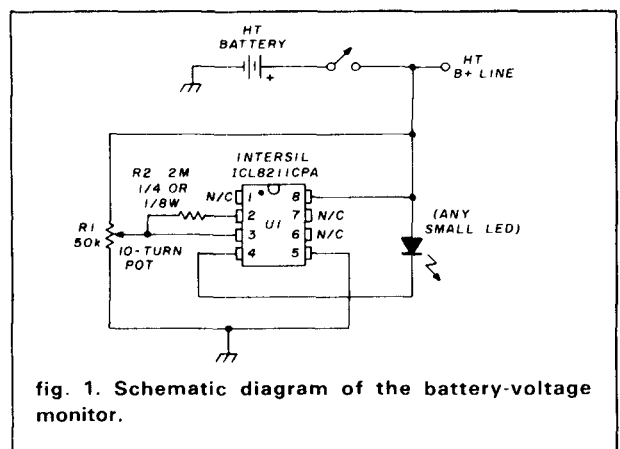 HT
BATTERY
+
HT
B+ LINE
INTERSIL
ICL8211CPA
R2 2M
1/4 OR
1/8W
N/C 1 8
2 7 N/C
U1
3 6 N/C
4 5
R1
50k
10-TURN
POT
(ANY
SMALL LED)
fig. 1. Schematic diagram of the battery-voltage
monitor.